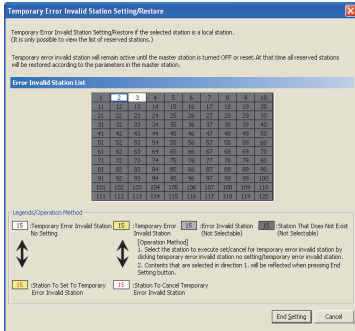 Temporary Error Invalid Station Setting/Restore
Temporary Error Invalid Station Setting/Restore if the selected station is a local station.
(It is only possible to view the list of reserved stations.)
Temporary error invalid station will remain active until the master station is turned OFF or reset.At that time all reserved stations
will be restored according to the parameters in the master station.
Error Invalid Station List
1 2 3 4 5 6 7 8 9 10
11 12 13 14 15 16 17 18 19 20
21 22 23 24 25 26 27 28 29 30
31 32 33 34 35 36 37 38 39 40
41 42 43 44 45 46 47 48 49 50
51 52 53 54 55 56 57 58 59 60
61 62 63 64 65 66 67 68 69 70
71 72 73 74 75 76 77 78 79 80
81 82 83 84 85 86 87 88 89 90
91 92 93 94 95 96 97 98 99 100
101 102 103 104 105 106 107 108 109 110
111 112 113 114 115 116 117 118 119 120
Legends/Operation Method
15 :Temporary Error Invalid Station 15 :Temporary Error 15 :Error Invalid Station 15 :Station That Does Not Exist
No Setting Invalid Station (Not Selectable) (Not Selectable)
[Operation Method]
1. Select the station to execute set/cancel for temporary error invalid station by
clicking temporary error invalid station no setting/temporary error invalid station.
2. Contents that are selected in direction 1. will be reflected when pressing End
Setting button.
15 :Station To Set To Temporary 15 :Station To Cancel Temporary
Error Invalid Station Error Invalid Station
End Setting Cancel